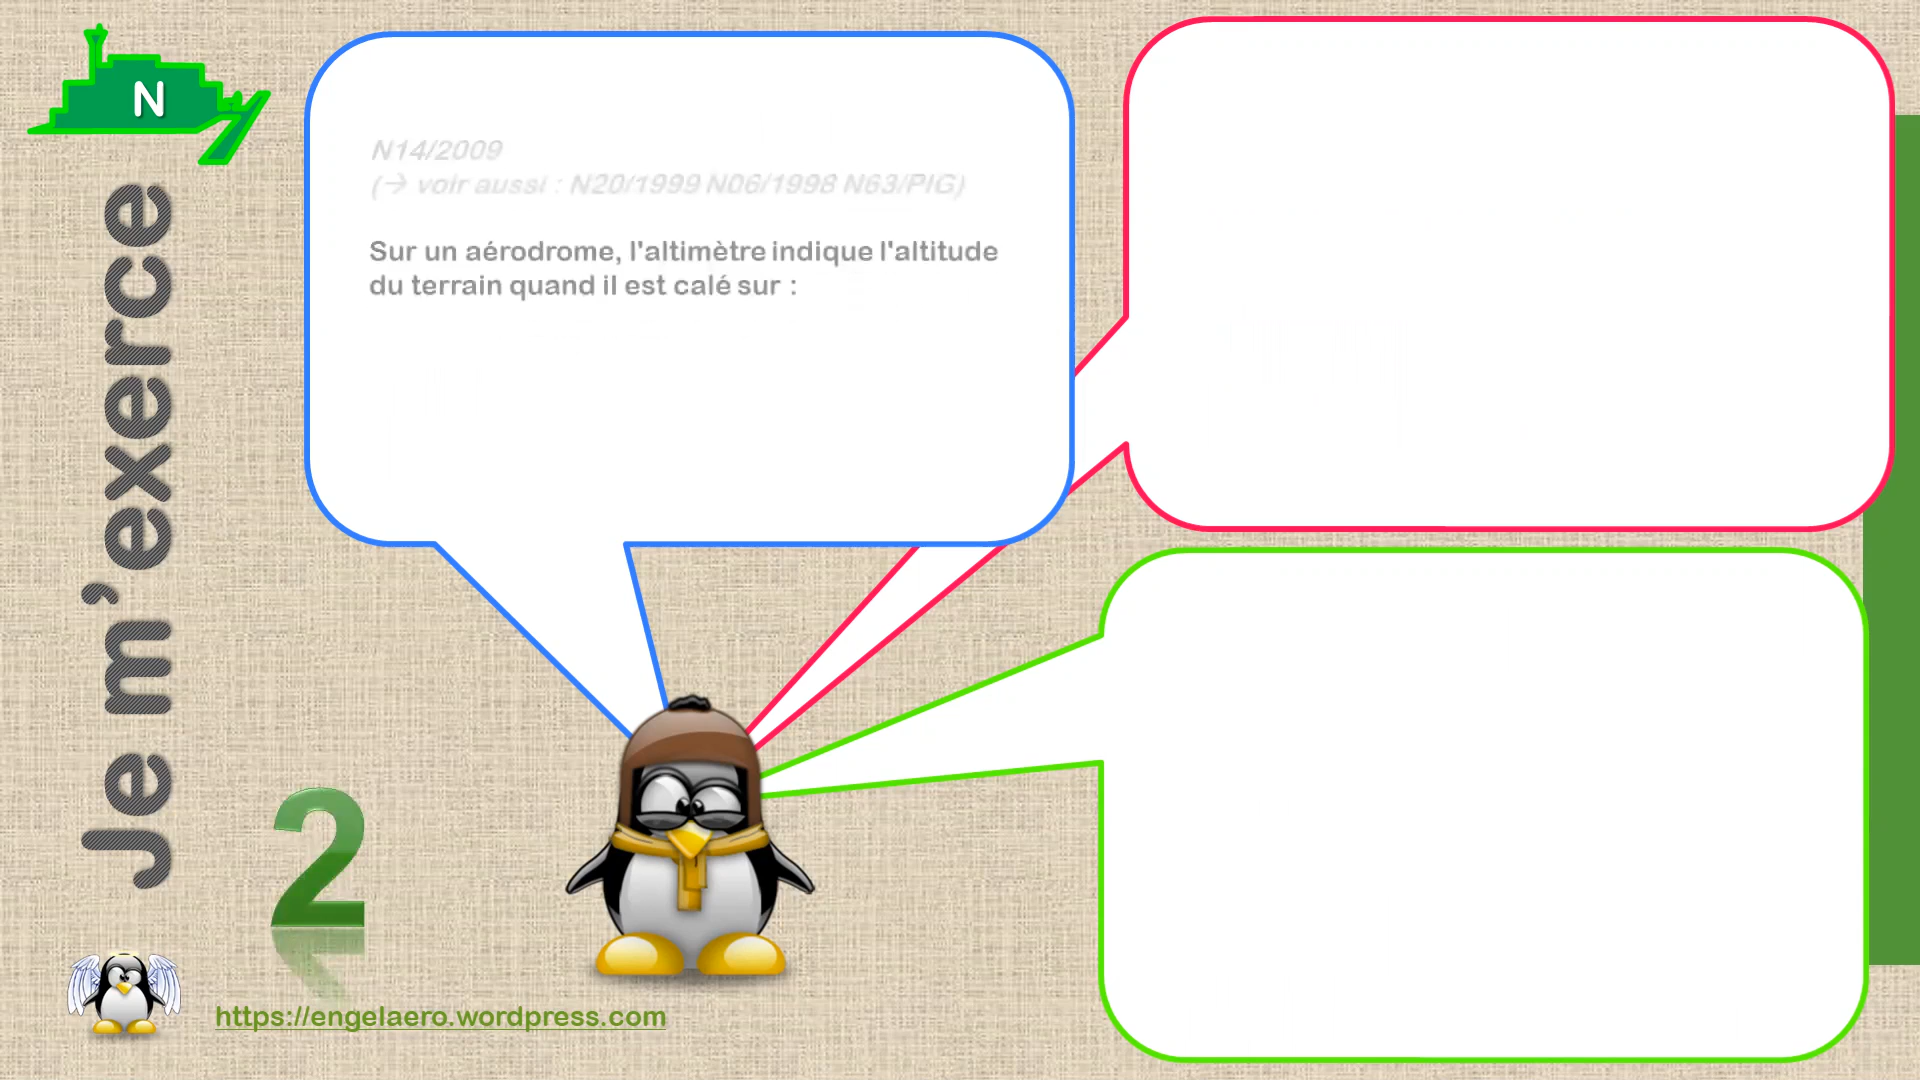 N
Je m’exerce
N14/2009
(→ voir aussi : N20/1999 N06/1998 N63/PIG)
Sur un aérodrome, l'altimètre indique l'altitude
du terrain quand il est calé sur :
2
https://engelaero.wordpress.com